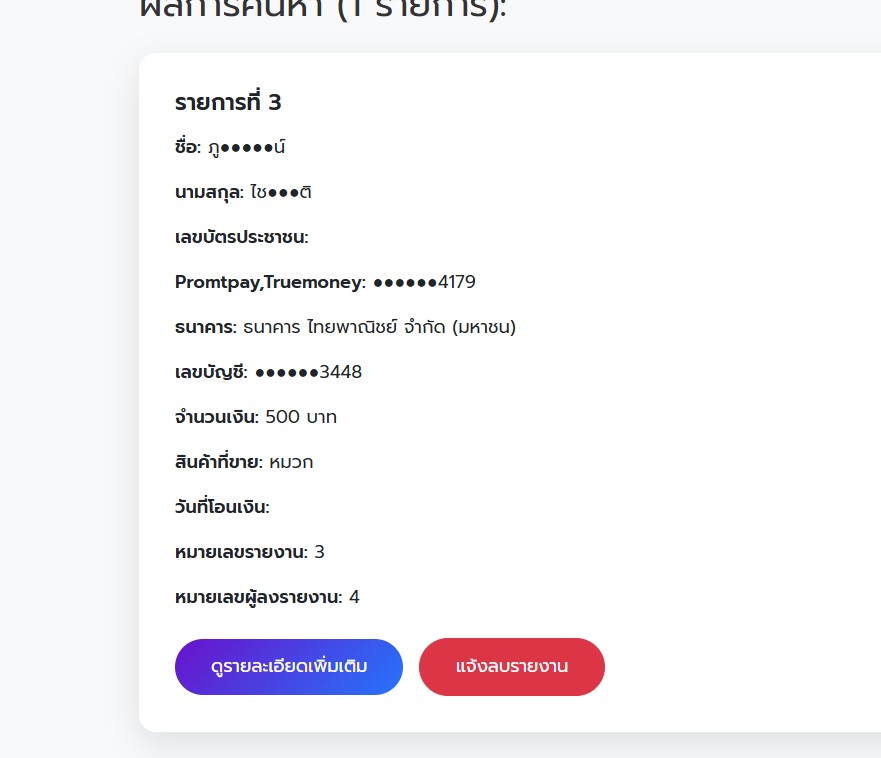 ผลการค้นหา (1 รายการ):
รายการที่ 3
ชื่อ: ภู●●●●●น์
นามสกุล: ไช●●●ติ
เลขบัตรประชาชน:
Promtpay,Truemoney: ●●●●●●4179
ธนาคาร: ธนาคาร ไทยพาณิชย์ จำกัด (มหาชน)
เลขบัญชี: ●●●●●●3448
จำนวนเงิน: 500 บาท
สินค้าที่ขาย: หมวก
วันที่โอนเงิน:
หมายเลขรายงาน: 3
หมายเลขผู้ลงรายงาน: 4
ดูรายละเอียดเพิ่มเติม
แจ้งลบรายงาน